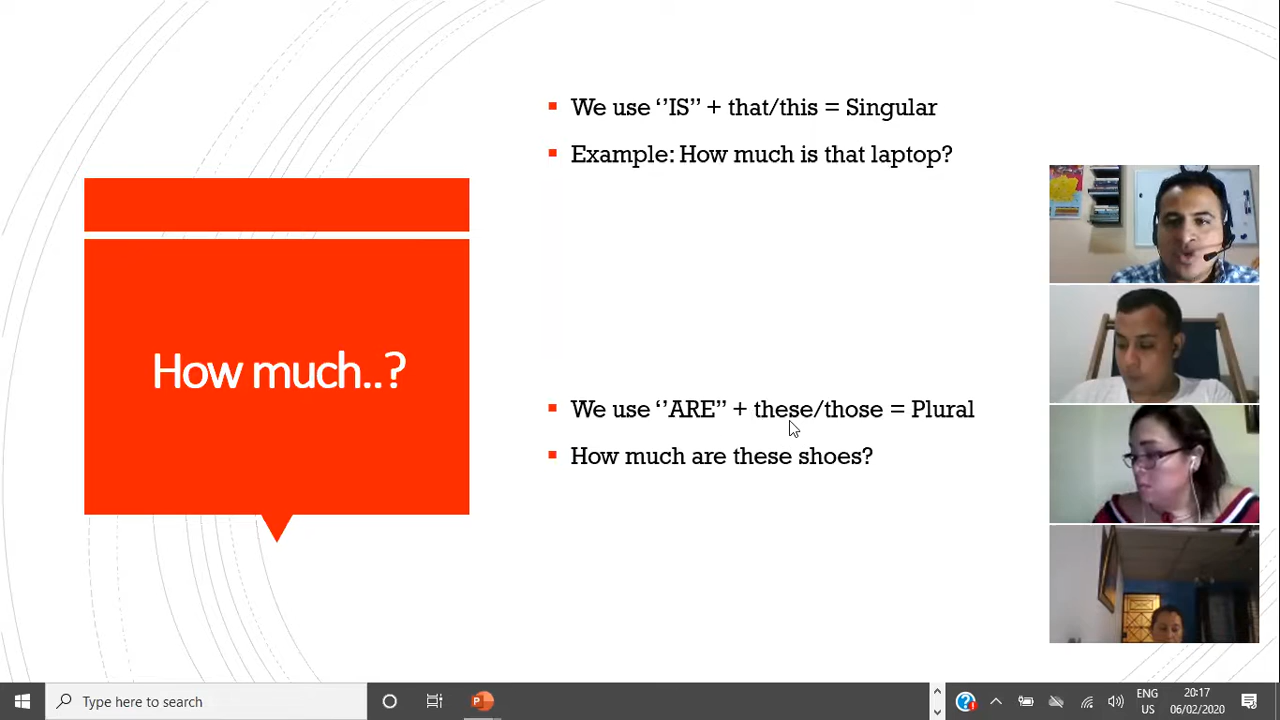 We use ‘’IS’’ + that/this = Singular
Example: How much is that laptop?
How much..?
We use ‘’ARE’’ + these/those = Plural
How much are these shoes?
Type here to search
ENG
US
20:17
06/02/2020